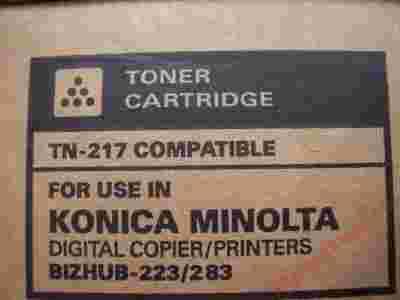 TONER
CARTRIDGE
TN-217 COMPATIBLE
FOR USE IN
KONICA MINOLTA
DIGITAL COPIER/PRINTERS
BIZHUB-223/283